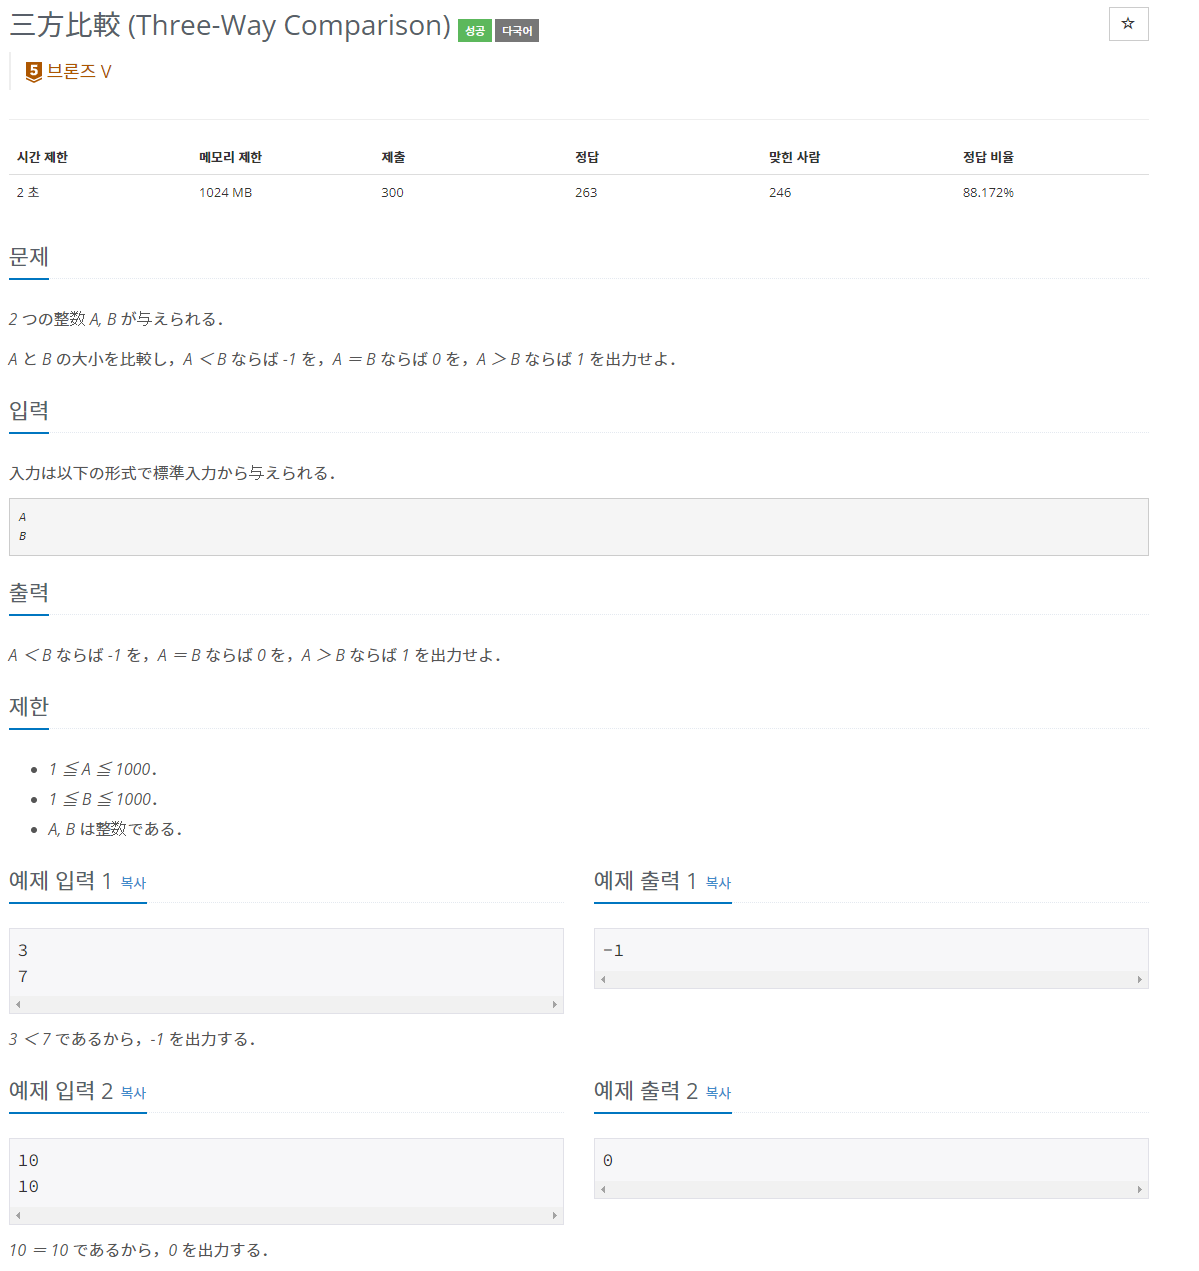 三方比較 (Three-Way Comparison) 성공 다국어
☆
5 브론즈 V
시간 제한 메모리 제한 제출 정답 맞힌 사람 정답 비율
2 초 1024 MB 300 263 246 88.172%
문제
2 つの整数 A, B が与えられる．
A と B の大小を比較し，A ＜ B ならば -1 を，A ＝ B ならば 0 を，A ＞ B ならば 1 を出力せよ．
입력
入力は以下の形式で標準入力から与えられる．
A
B
출력
A ＜ B ならば -1 を，A ＝ B ならば 0 を，A ＞ B ならば 1 を出力せよ．
제한
• 1 ≦ A ≦ 1000．
• 1 ≦ B ≦ 1000．
• A, B は整数である．
예제 입력 1 복사
3
7
3 ＜ 7 であるから，-1 を出力する．
예제 출력 1 복사
-1
예제 입력 2 복사
10
10
10 ＝ 10 であるから，0 を出力する．
예제 출력 2 복사
0